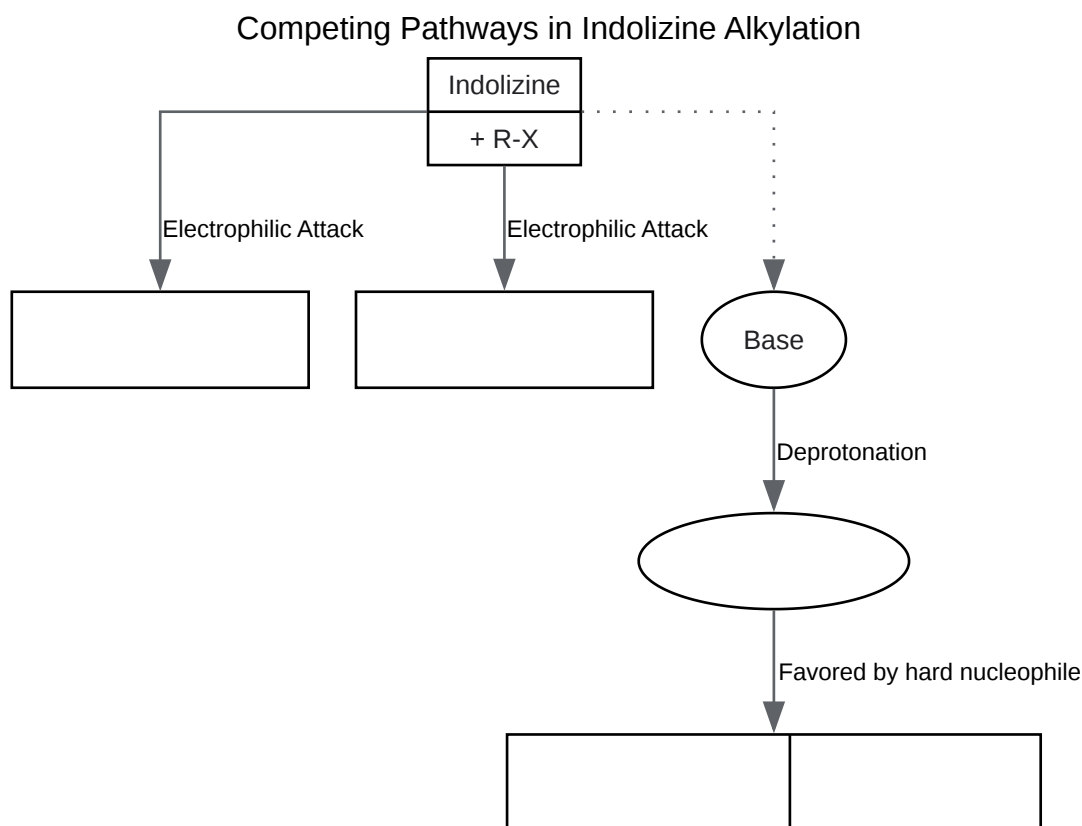 Competing Pathways in Indolizine Alkylation
Indolizine
+ R-X
Electrophilic Attack
Electrophilic Attack
Base
Deprotonation
Favored by hard nucleophile